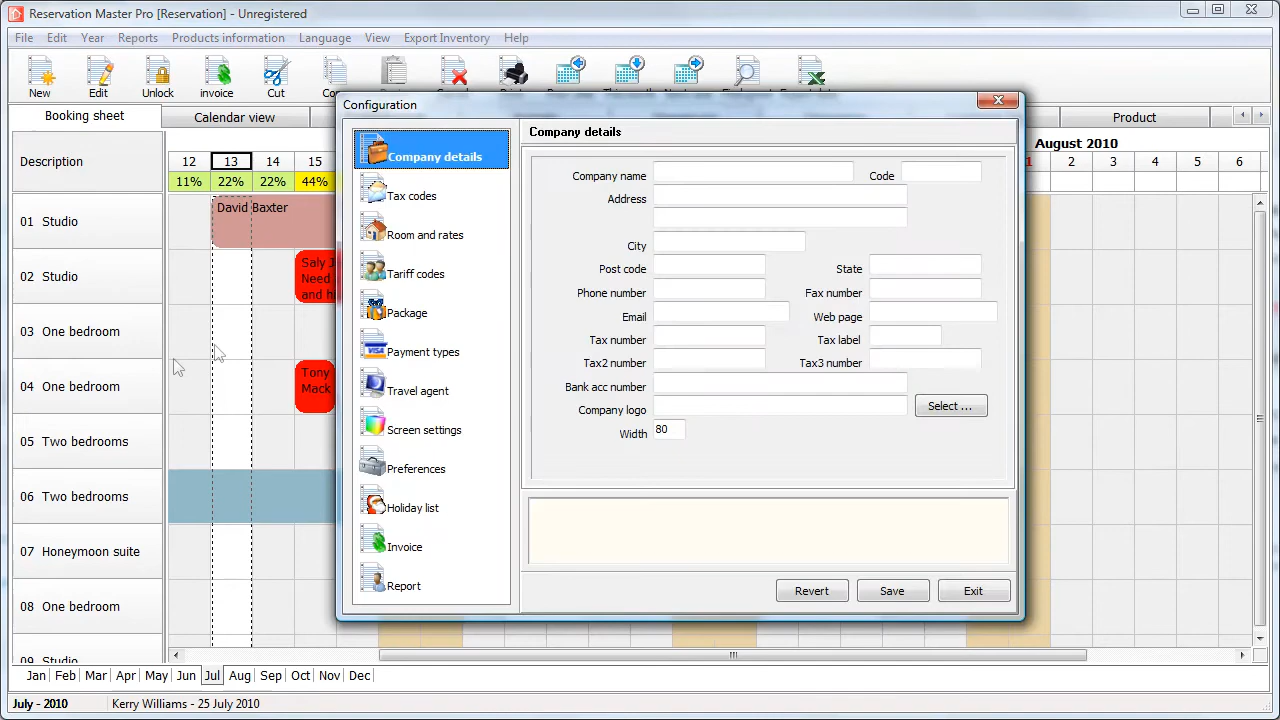 Reservation Master Pro [Reservation] - Unregistered
File Edit Year Reports Products information Language View Export Inventory Help
New Edit Unlock invoice Cut
Configuration
Booking sheet Calendar view Product
Company details
Company details
Description
12 13 14 15
August 2010
1 2 3 4 5 6
11% 22% 22% 44%
01 Studio
David Baxter
02 Studio
Saly J
Need
and hi
03 One bedroom
04 One bedroom
Tony
Mack
05 Two bedrooms
06 Two bedrooms
07 Honeymoon suite
08 One bedroom
09 Studio
Tax codes
Room and rates
Tariff codes
Package
Payment types
Travel agent
Screen settings
Preferences
Holiday list
Invoice
Report
Company name Code
Address
City
Post code State
Phone number Fax number
Email Web page
Tax number Tax label
Tax2 number Tax3 number
Bank acc number
Company logo Select ...
Width 80
Revert Save Exit
Jan Feb Mar Apr May Jun Jul Aug Sep Oct Nov Dec
July - 2010 Kerry Williams - 25 July 2010